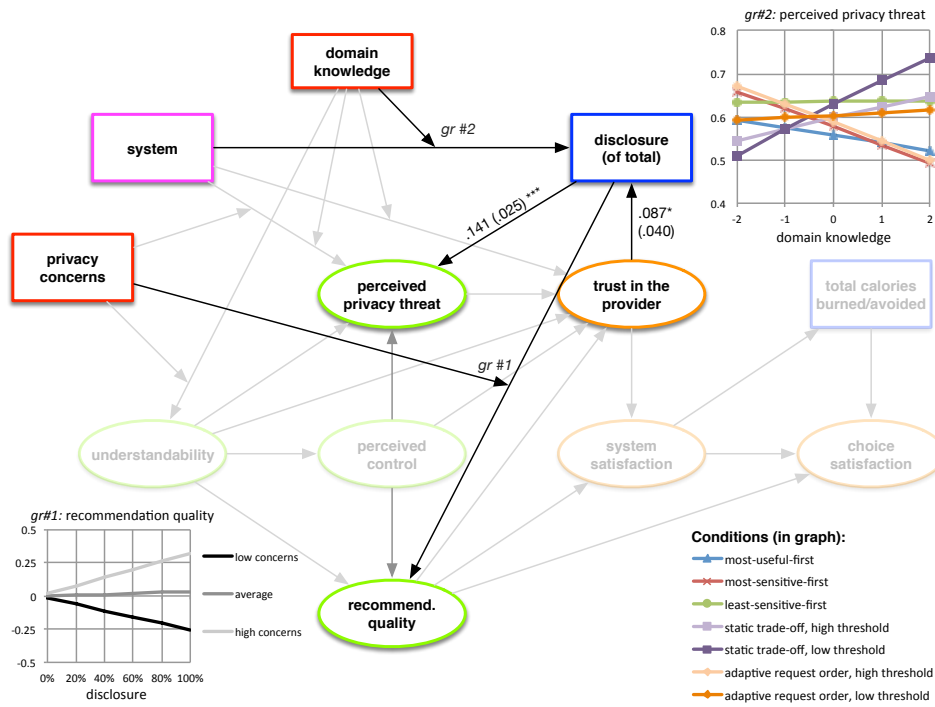 gr#2: perceived privacy threat
0.8
0.7
0.6
0.5
0.4
-2
-1
0
1
2
domain knowledge
domain
knowledge
gr #2
system
disclosure
(of total)
.141 (.025) ***
.087*
(.040)
privacy
concerns
perceived
privacy threat
trust in the
provider
total calories
burned/avoided
gr #1
understandability
perceived
control
system
satisfaction
choice
satisfaction
gr#1: recommendation quality
0.5
0.25
0
-0.25
-0.5
0%
20%
40%
60%
80%
100%
disclosure
low concerns
average
high concerns
recommend.
quality
Conditions (in graph):
most-useful-first
most-sensitive-first
least-sensitive-first
static trade-off, high threshold
static trade-off, low threshold
adaptive request order, high threshold
adaptive request order, low threshold